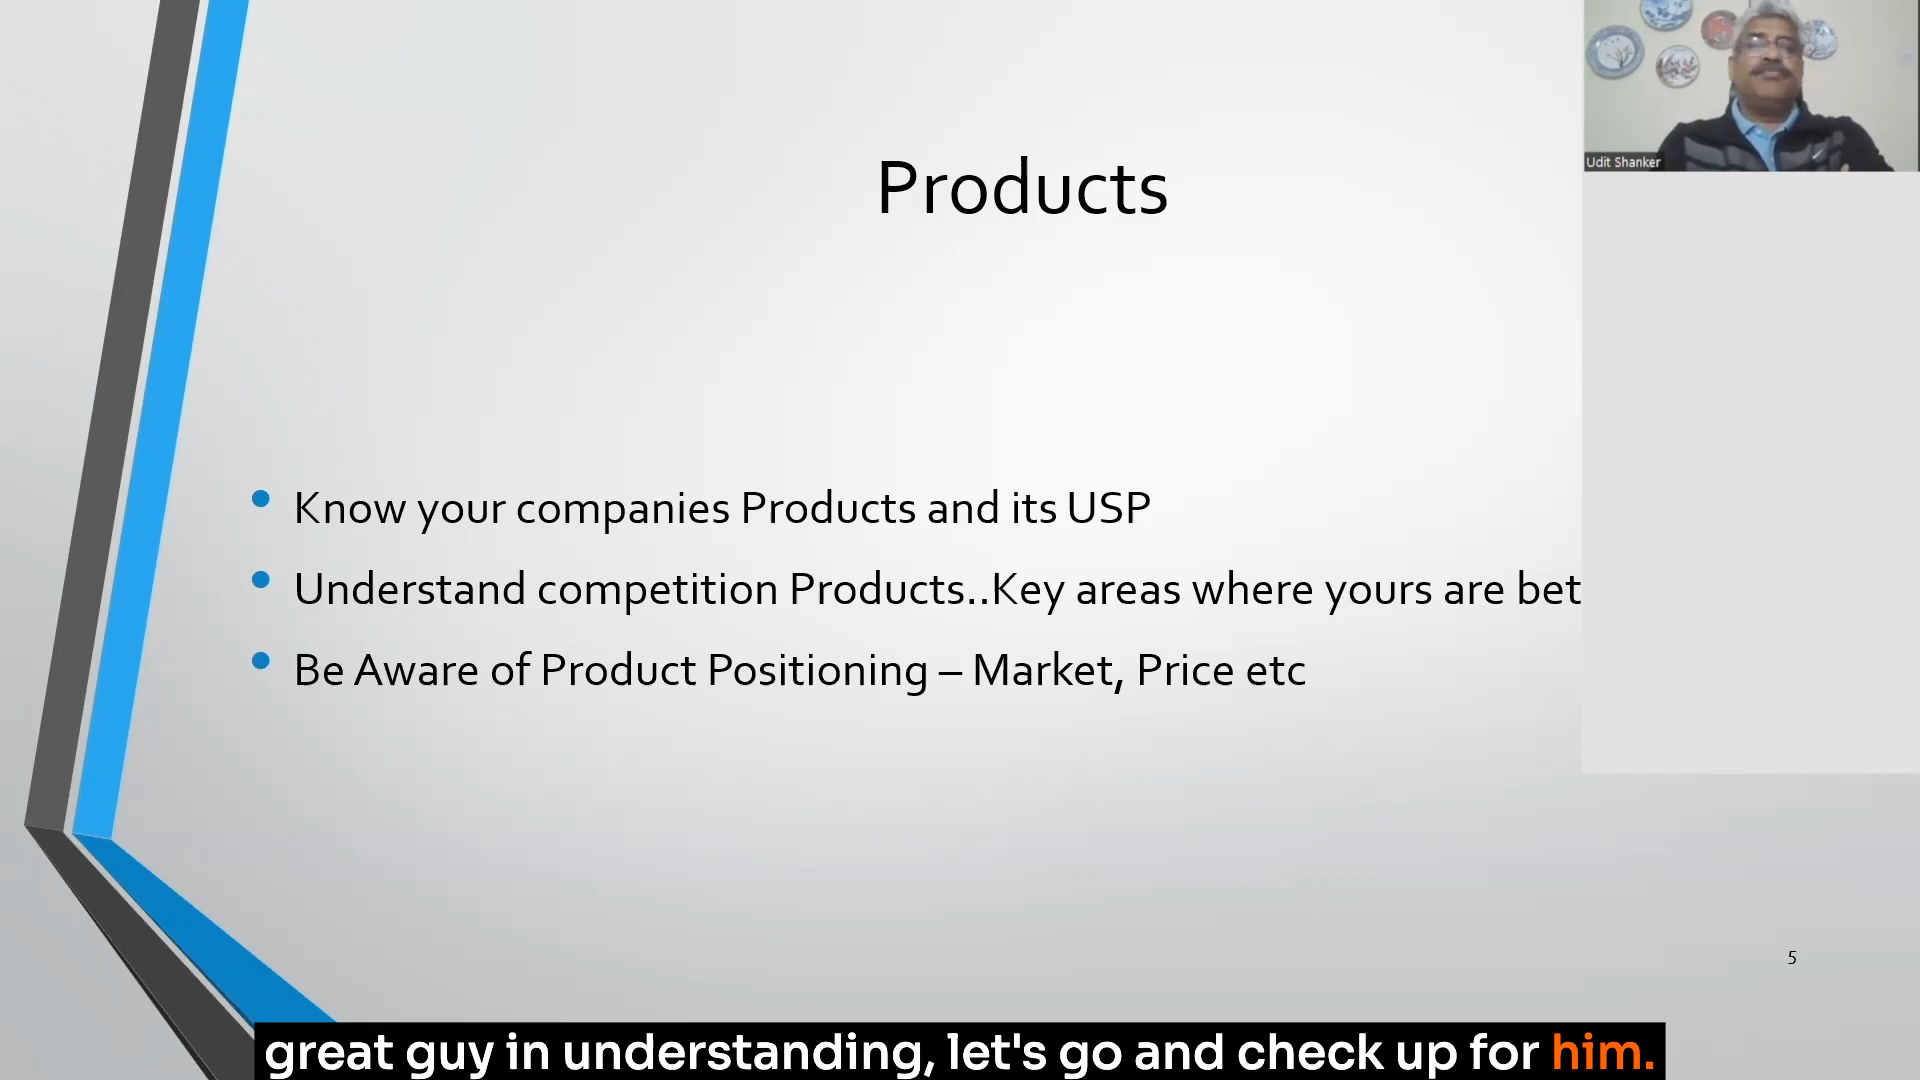 Udit Shanker
Products
Know your companies Products and its USP
Understand competition Products..Key areas where yours are bet
Be Aware of Product Positioning – Market, Price etc
5
great guy in understanding, let's go and check up for him.